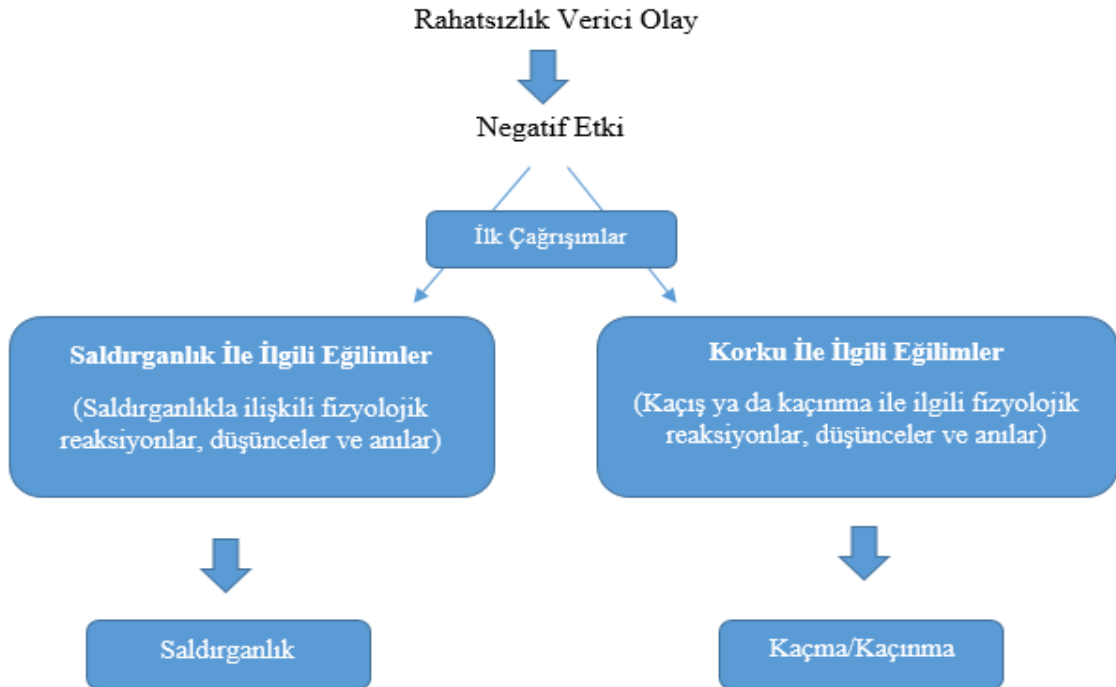 Rahatsızlık Verici Olay
Negatif Etki
İlk Çağrışımlar
Saldırganlık İle İlgili Eğilimler
(Saldırganlıkla ilişkili fizyolojik
reaksiyonlar, düşünceler ve anılar)
Korku İle İlgili Eğilimler
(Kaçış ya da kaçınma ile ilgili fizyolojik
reaksiyonlar, düşünceler ve anılar)
Saldırganlık
Kaçma/Kaçınma